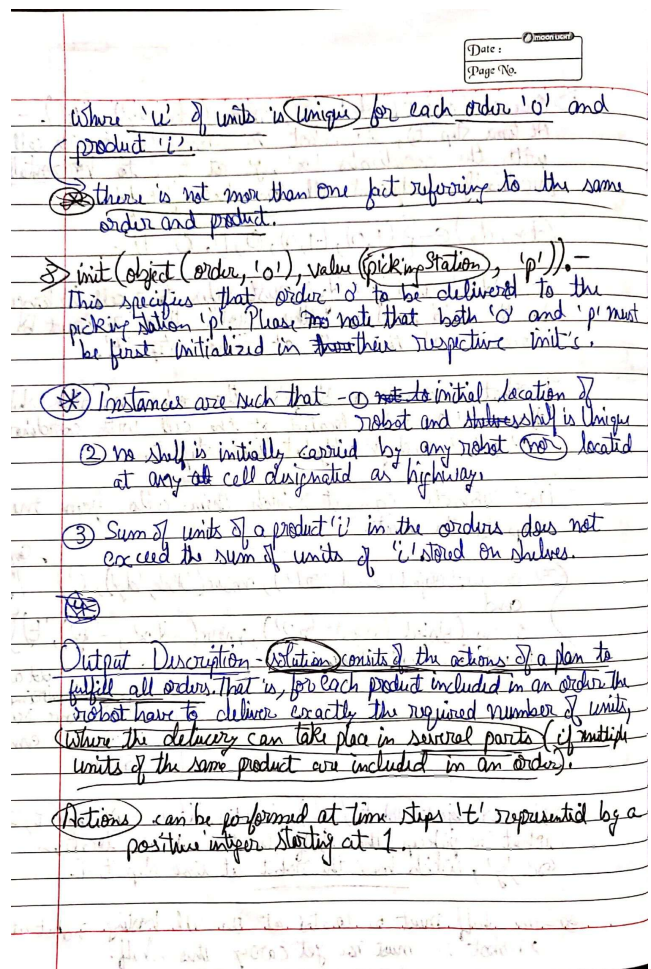 MOONLIGHT
Date :
Page No.
where 'u' of units is unique for each order 'o' and
product 'i'.
there is not more than one fact referring to the same
order and product.
init (object (order, 'o'), value (pickingStation, 'p')).-
This specifies that order 'o' to be deliverd to the
picking station 'p'. Please note that both 'o' and 'p' must
be first initialized in their respective init's.
Instances are such that - ① initial location of
robot and shelf is Unique
② no shelf is initially carried by any robot nor located
at any cell designated as highway.
③ Sum of units of a product 'i' in the orders does not
exceed the sum of units of 'i' stored on shelves.
Output Discription - solution consits of the actions of a plan to
fulfill all orders. That is, for each product included in an order the
robot have to deliver exactly the required number of units,
where the delivery can take place in several parts (if multiple
units of the same product are included in an order).
Actions can be performed at time steps 't' represented by a
positive integer starting at 1.